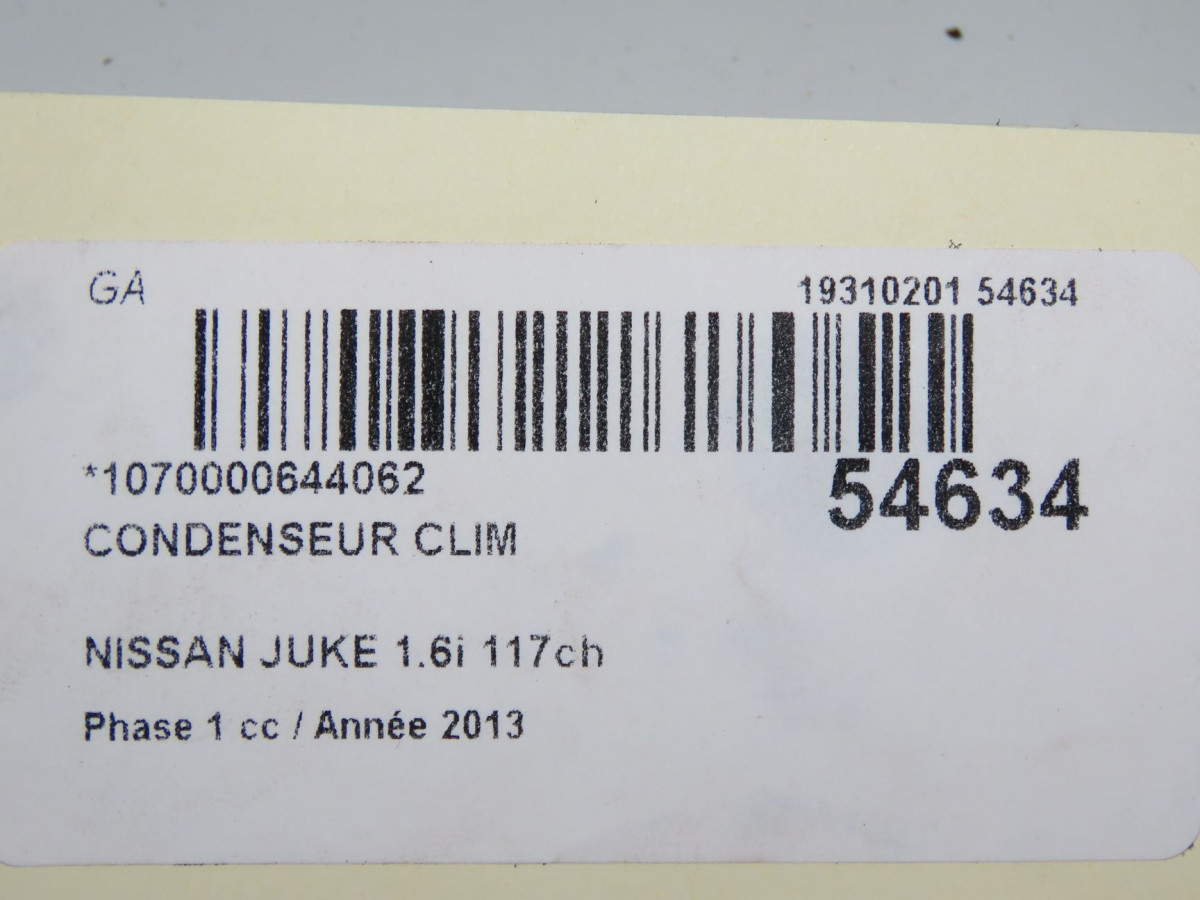 GA 19310201 54634
*1070000644062
54634
CONDENSEUR CLIM
NISSAN JUKE 1.6i 117ch
Phase 1 cc / Année 2013